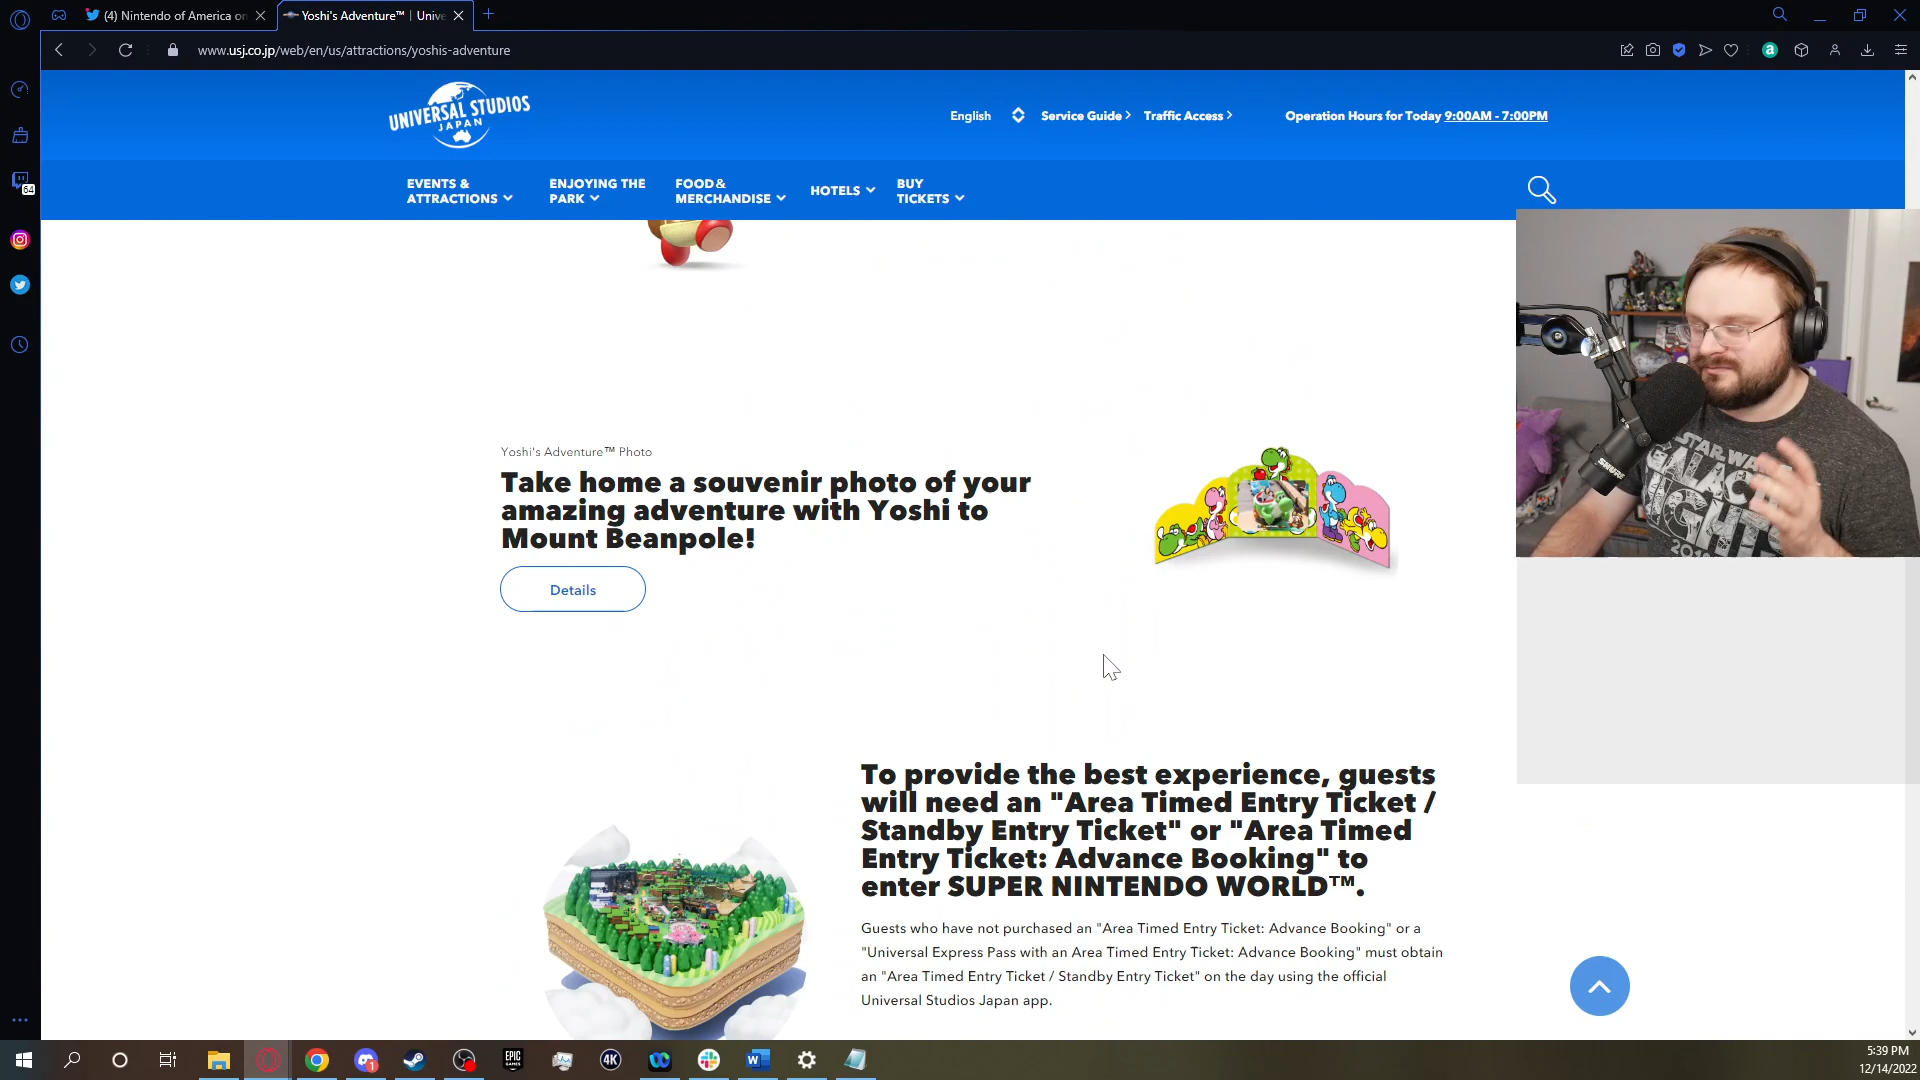 (4) Nintendo of America on
Yoshi's Adventure™ | Unive
www.usj.co.jp/web/en/us/attractions/yoshis-adventure
64
UNIVERSAL STUDIOS
JAPAN
English
Service Guide
Traffic Access
Operation Hours for Today 9:00AM - 7:00PM
EVENTS &
ATTRACTIONS
ENJOYING THE
PARK
FOOD &
MERCHANDISE
HOTELS
BUY
TICKETS
Yoshi's Adventure™ Photo
Take home a souvenir photo of your
amazing adventure with Yoshi to
Mount Beanpole!
Details
STAR WARS
SHURE
To provide the best experience, guests
will need an "Area Timed Entry Ticket /
Standby Entry Ticket" or "Area Timed
Entry Ticket: Advance Booking" to
enter SUPER NINTENDO WORLD™.
Guests who have not purchased an "Area Timed Entry Ticket: Advance Booking" or a
"Universal Express Pass with an Area Timed Entry Ticket: Advance Booking" must obtain
an "Area Timed Entry Ticket / Standby Entry Ticket" on the day using the official
Universal Studios Japan app.
EPIC
GAMES
4K
5:39 PM
12/14/2022